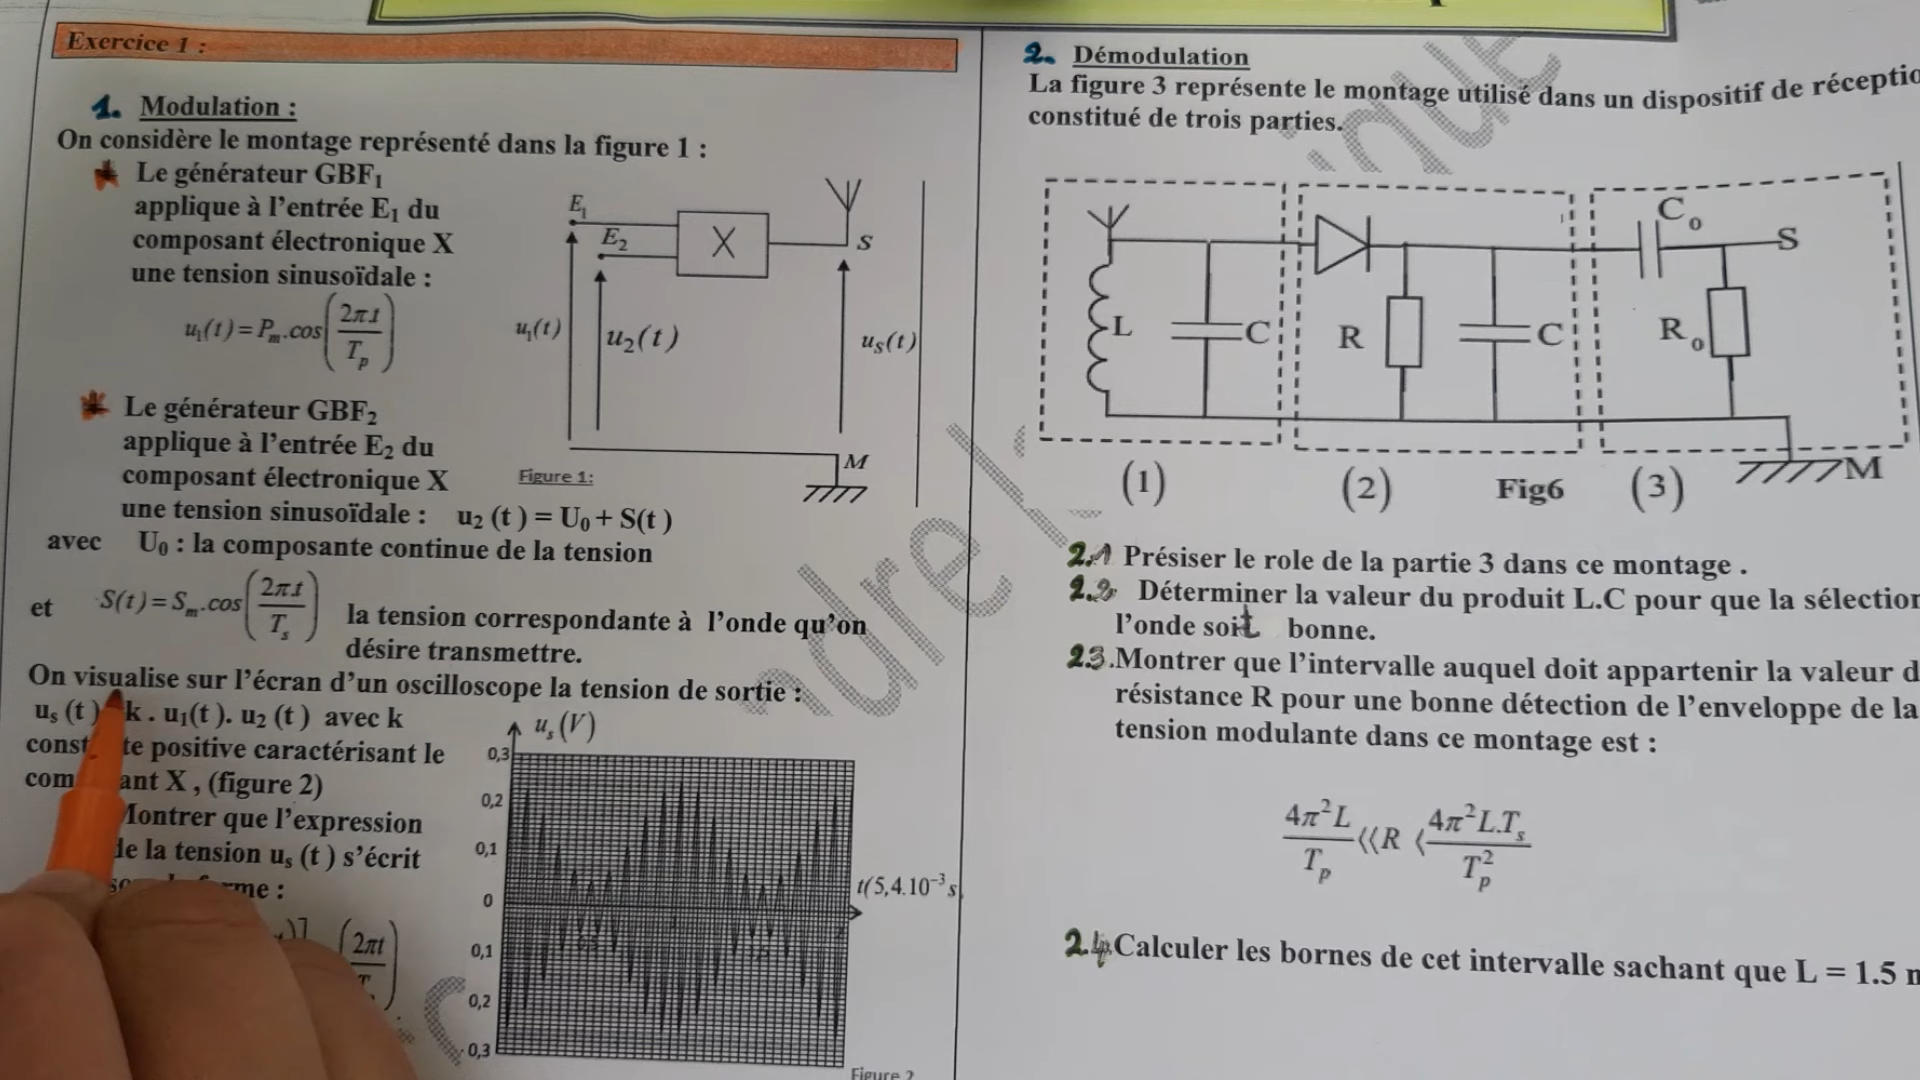 Exercice 1 :
1. Modulation :
On considère le montage représenté dans la figure 1 :
Le générateur GBF₁
applique à l'entrée E₁ du
composant électronique X
une tension sinusoïdale :
u₁(t) = Pₘ.cos(2πt/Tₚ)
Le générateur GBF₂
applique à l'entrée E₂ du
composant électronique X
une tension sinusoïdale : u₂ (t) = U₀ + S(t)
avec U₀ : la composante continue de la tension
et S(t) = Sₘ.cos(2πt/Tₛ) la tension correspondante à l'onde qu'on
désire transmettre.
On visualise sur l'écran d'un oscilloscope la tension de sortie :
uₛ (t) k . u₁(t). u₂ (t) avec k
te positive caractérisant le
ant X , (figure 2)
Montrer que l'expression
de la tension uₛ (t) s'écrit
me :
(2πt
E₁
E₂
X
S
u₁(t)
u₂(t)
uS(t)
M
Figure 1:
uₛ(V)
0,3
0,2
0,1
0
0,1
0,2
0,3
t(5,4.10⁻³s
Figure 2
2. Démodulation
La figure 3 représente le montage utilisé dans un dispositif de réceptio
constitué de trois parties.
L
C
R
C
C₀
R₀
S
M
(1)
(2)
Fig6
(3)
2.1 Présiser le role de la partie 3 dans ce montage .
2.2 Déterminer la valeur du produit L.C pour que la sélection
l'onde soit bonne.
2.3.Montrer que l'intervalle auquel doit appartenir la valeur d
résistance R pour une bonne détection de l'enveloppe de la
tension modulante dans ce montage est :
4π²L/Tₚ ⟨⟨R ⟨ 4π²L.Tₛ/Tₚ²
2.4.Calculer les bornes de cet intervalle sachant que L = 1.5